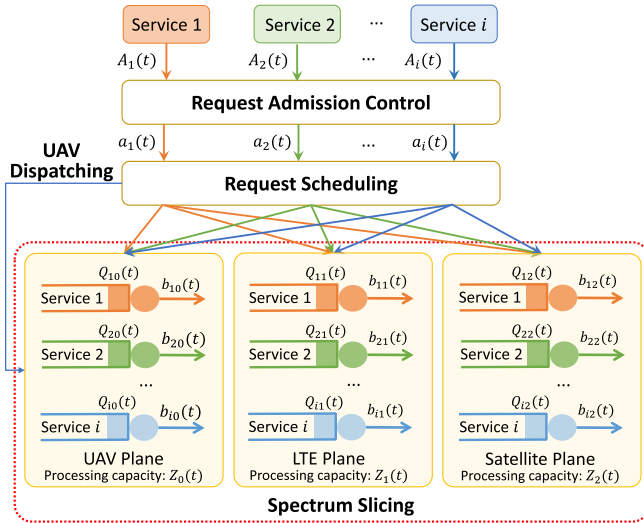 Service 1
Service 2
...
Service i
A₁(t)
A₂(t)
...
Aᵢ(t)
Request Admission Control
a₁(t)
a₂(t)
...
aᵢ(t)
UAV
Dispatching
Request Scheduling
Q₁₀(t)
Service 1
b₁₀(t)
Q₂₀(t)
Service 2
b₂₀(t)
...
Qᵢ₀(t)
Service i
bᵢ₀(t)
UAV Plane
Processing capacity: Z₀(t)
Q₁₁(t)
Service 1
b₁₁(t)
Q₂₁(t)
Service 2
b₂₁(t)
...
Qᵢ₁(t)
Service i
bᵢ₁(t)
LTE Plane
Processing capacity: Z₁(t)
Q₁₂(t)
Service 1
b₁₂(t)
Q₂₂(t)
Service 2
b₂₂(t)
...
Qᵢ₂(t)
Service i
bᵢ₂(t)
Satellite Plane
Processing capacity: Z₂(t)
Spectrum Slicing